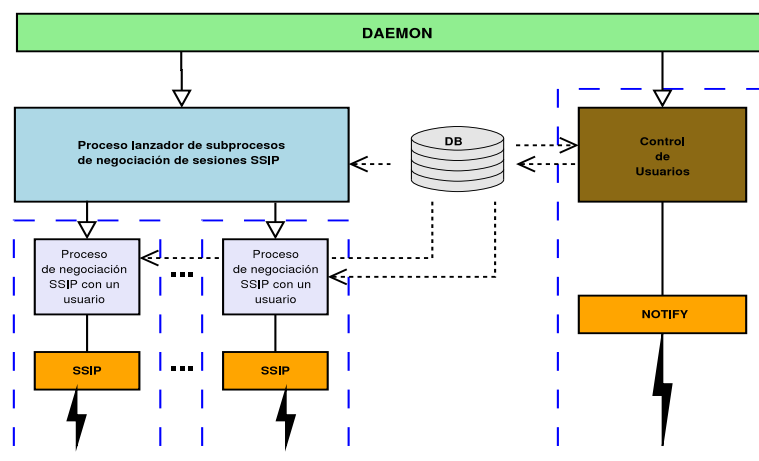 DAEMON
Proceso lanzador de subprocesos
de negociación de sesiones SSIP
DB
Control
de
Usuarios
Proceso
de negociación
SSIP con un
usuario
...
Proceso
de negociación
SSIP con un
usuario
NOTIFY
SSIP
...
SSIP